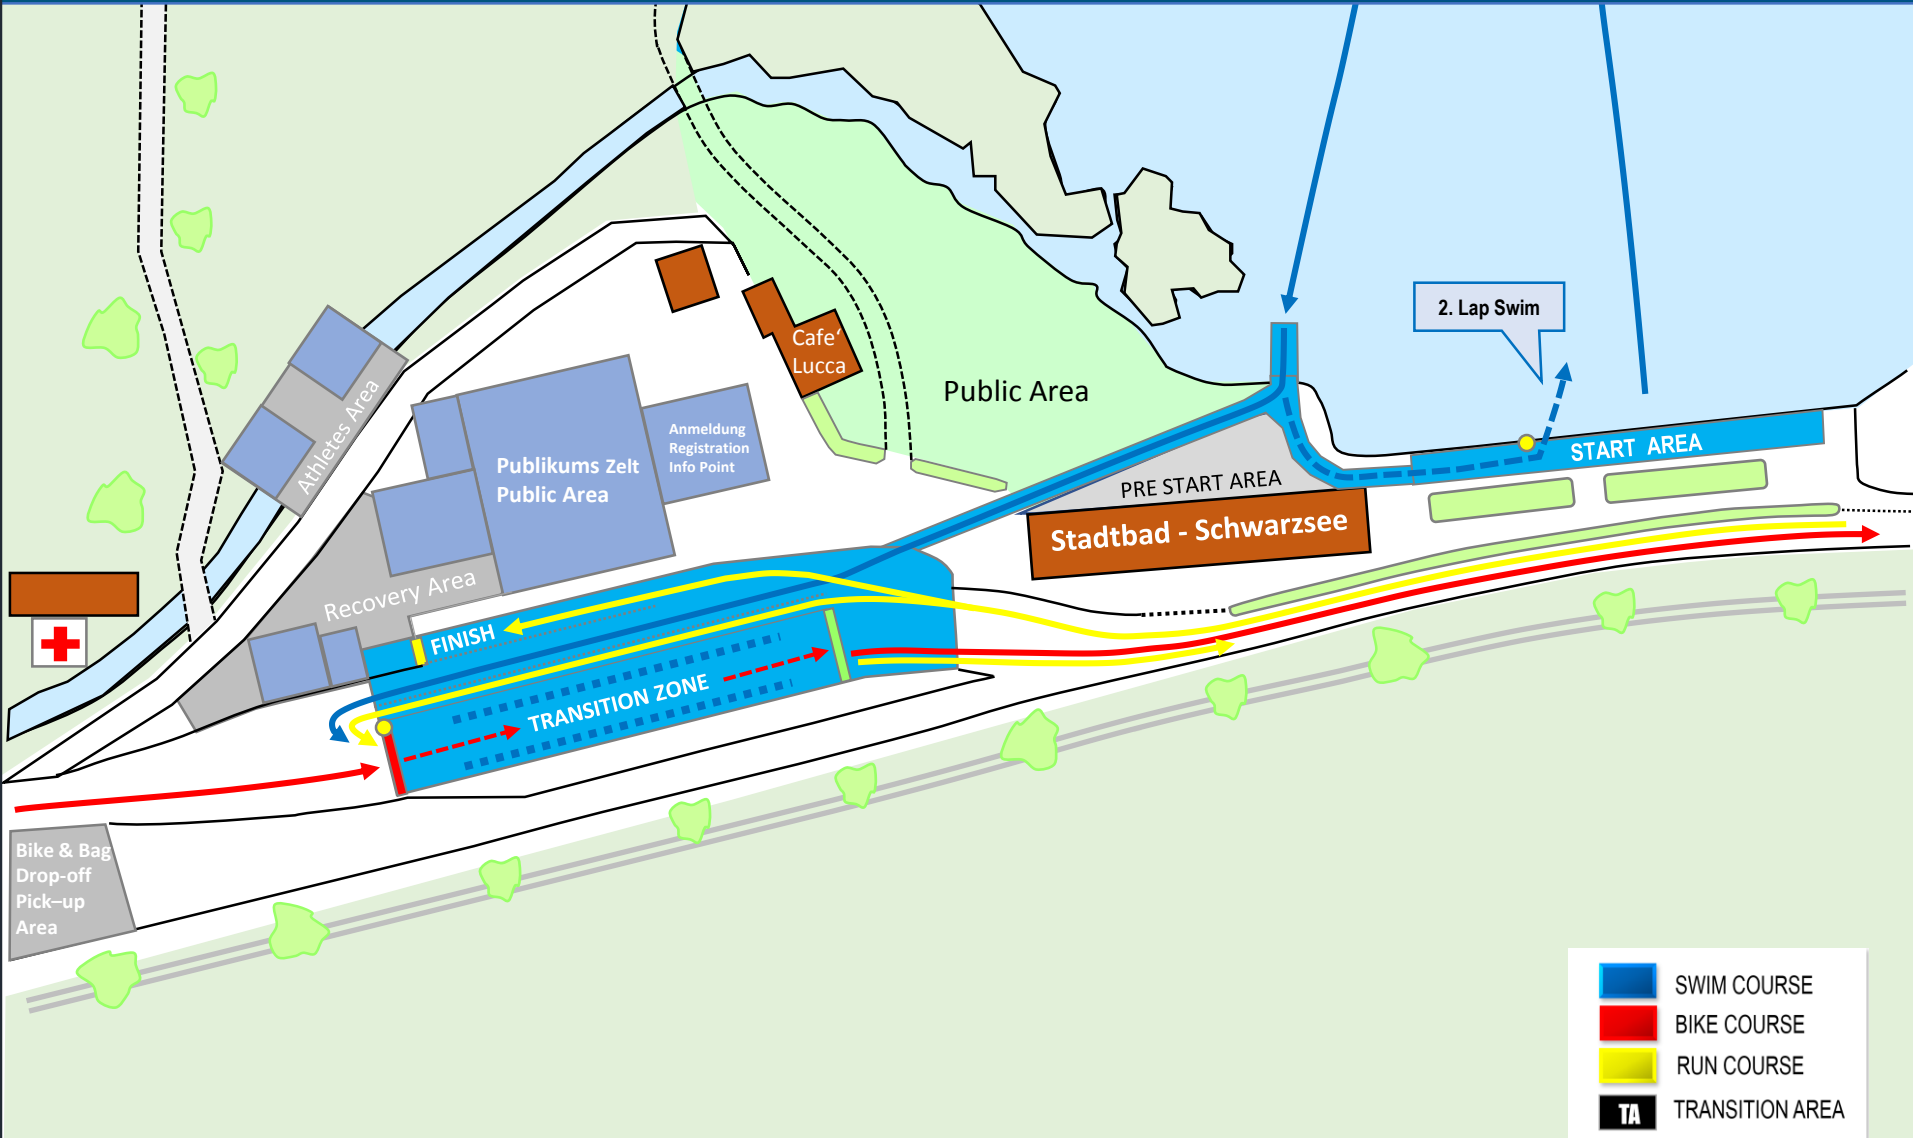 2. Lap Swim
Cafe‘
Lucca
Public Area
Athletes Area
Anmeldung
Registration
Info Point
Publikums Zelt
Public Area
START AREA
PRE START AREA
Stadtbad - Schwarzsee
Recovery Area
FINISH
TRANSITION ZONE
Bike & Bag
Drop-off
Pick–up
Area
SWIM COURSE
BIKE COURSE
RUN COURSE
TA TRANSITION AREA